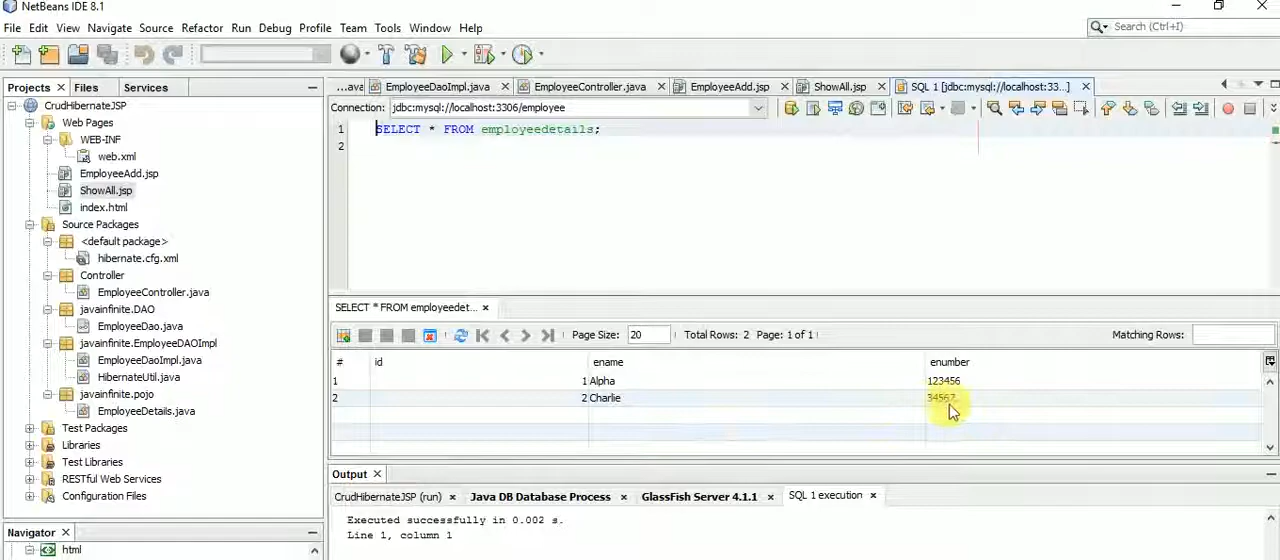 NetBeans IDE 8.1
File Edit View Navigate Source Refactor Run Debug Profile Team Tools Window Help
Search (Ctrl+I)
Projects Files Services
...ava EmployeeDaoImpl.java EmployeeController.java EmployeeAdd.jsp ShowAll.jsp SQL 1 [jdbc:mysql://localhost:33...]
Connection: jdbc:mysql://localhost:3306/employee
1 SELECT * FROM employeedetails;
2
CrudHibernateJSP
Web Pages
WEB-INF
web.xml
EmployeeAdd.jsp
ShowAll.jsp
index.html
Source Packages
<default package>
hibernate.cfg.xml
Controller
EmployeeController.java
javainfinite.DAO
EmployeeDao.java
javainfinite.EmployeeDAOImpl
EmployeeDaoImpl.java
HibernateUtil.java
javainfinite.pojo
EmployeeDetails.java
Test Packages
Libraries
Test Libraries
RESTful Web Services
Configuration Files
Navigator
html
SELECT * FROM employeedet...
Page Size: 20 Total Rows: 2 Page: 1 of 1 Matching Rows:
# id ename enumber
1 1 Alpha 123456
2 2 Charlie 34567
Output
CrudHibernateJSP (run) Java DB Database Process GlassFish Server 4.1.1 SQL 1 execution
Executed successfully in 0.002 s.
Line 1, column 1